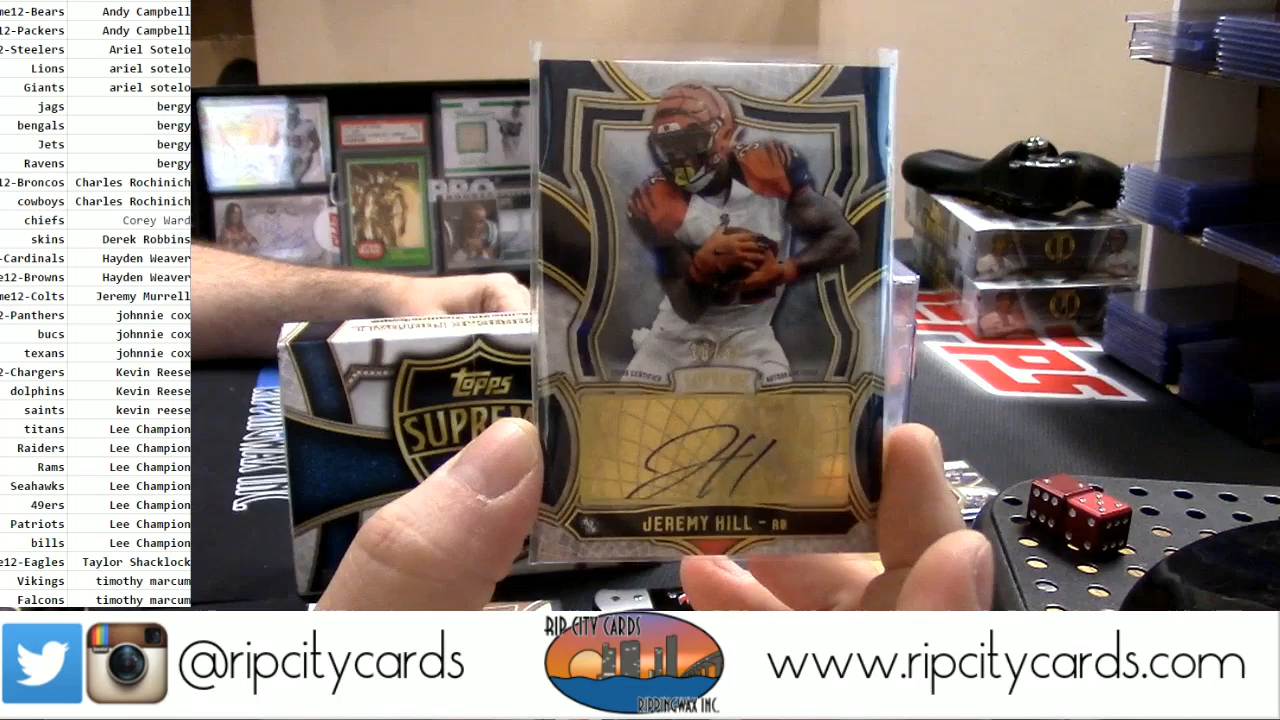 me12-Bears Andy Campbell
12-Packers Andy Campbell
2-Steelers Ariel Sotelo
Lions ariel sotelo
Giants ariel sotelo
jags bergy
bengals bergy
Jets bergy
Ravens bergy
12-Broncos Charles Rochinich
cowboys Charles Rochinich
chiefs Corey Ward
skins Derek Robbins
-Cardinals Hayden Weaver
e12-Browns Hayden Weaver
me12-Colts Jeremy Murrell
2-Panthers johnnie cox
bucs johnnie cox
texans johnnie cox
2-Chargers Kevin Reese
dolphins Kevin Reese
saints kevin reese
titans Lee Champion
Raiders Lee Champion
Rams Lee Champion
Seahawks Lee Champion
49ers Lee Champion
Patriots Lee Champion
bills Lee Champion
e12-Eagles Taylor Shacklock
Vikings timothy marcum
Falcons timothy marcum
Topps
SUPREM
JH
JEREMY HILL - RB
@ripcitycards
RIP CITY CARDS
RIPPINGWAX INC.
www.ripcitycards.com